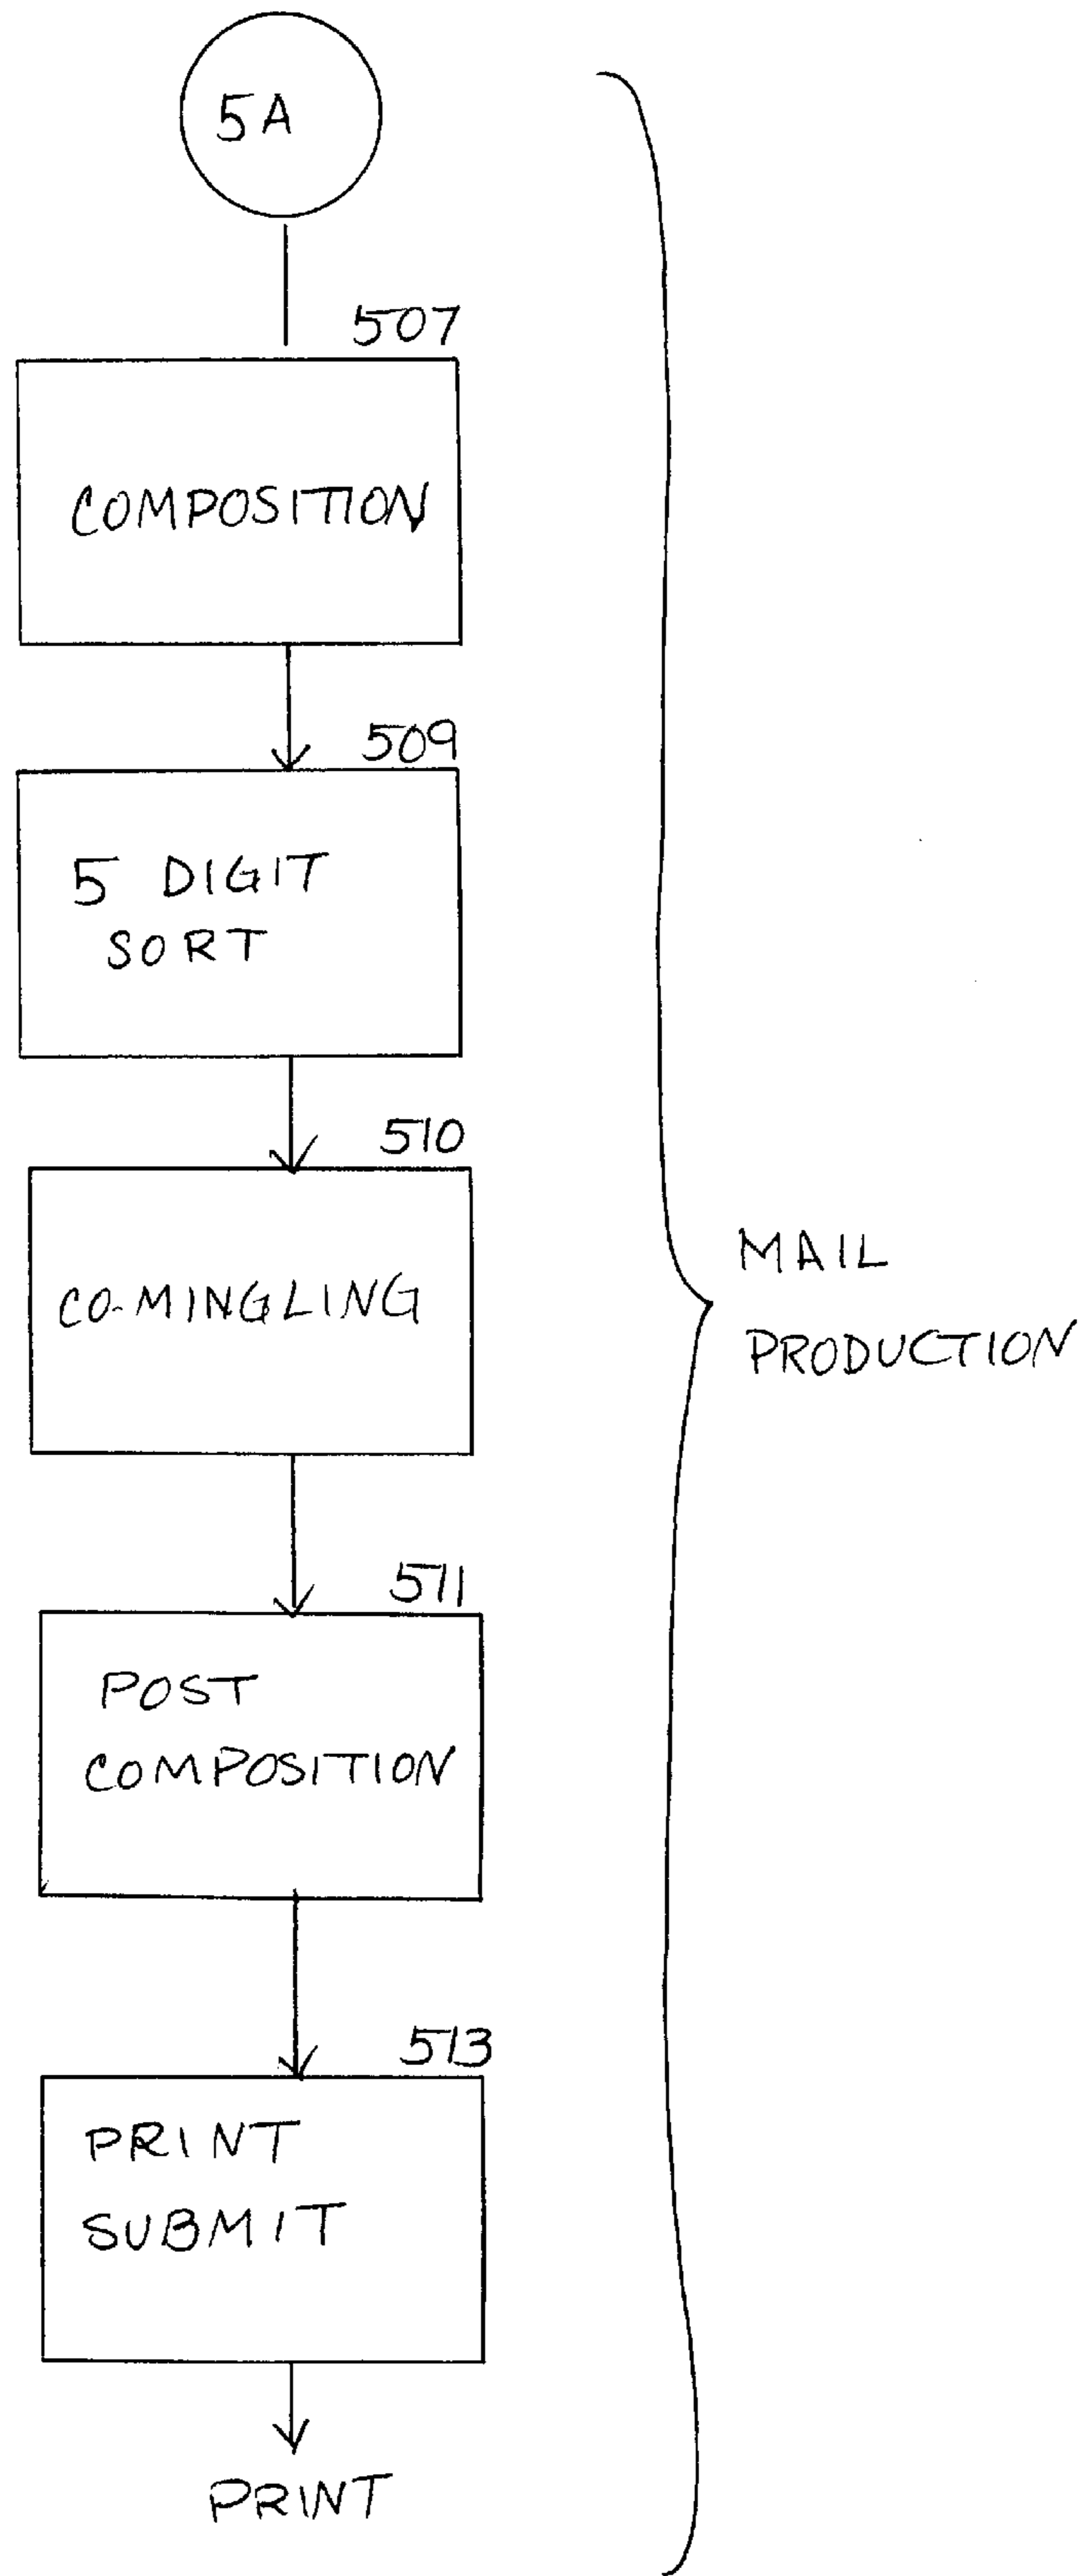 5A
507
COMPOSITION
509
5 DIGIT
SORT
510
CO-MINGLING
511
POST
COMPOSITION
513
PRINT
SUBMIT
PRINT
MAIL
PRODUCTION